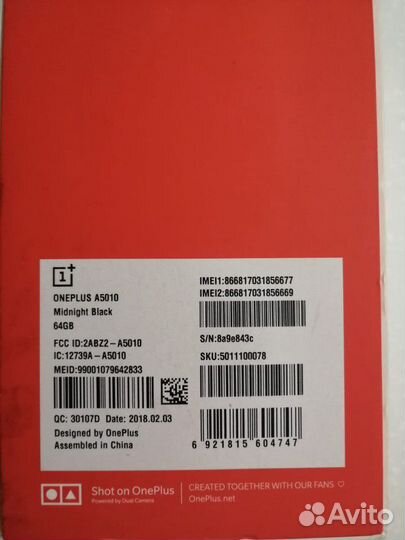 ONEPLUS A5010
Midnight Black
64GB
FCC ID:2ABZ2-A5010
IC:12739A-A5010
MEID:99001079642833
QC: 30107D Date: 2018.02.03
Designed by OnePlus
Assembled in China
IMEI1:866817031856677
IMEI2:866817031856669
S/N:8a9e843c
SKU:5011100078
6 921815 604747
Shot on OnePlus
Powered by Dual Camera
CREATED TOGETHER WITH OUR FANS ♡
OnePlus.net
Avito